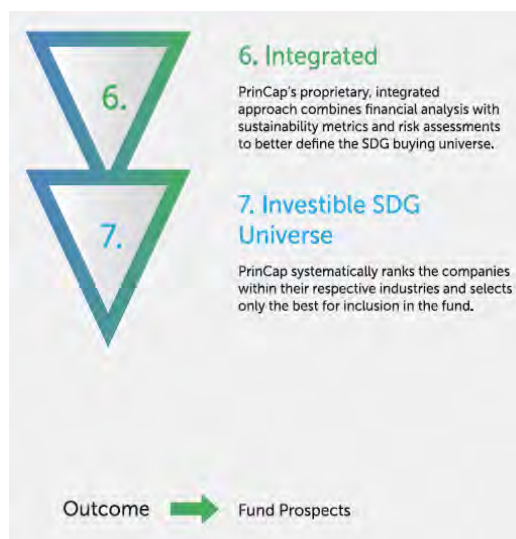 6.
6. Integrated
PrinCap's proprietary, integrated
approach combines financial analysis with
sustainability metrics and risk assessments
to better define the SDG buying universe.
7.
7. Investible SDG
Universe
PrinCap systematically ranks the companies
within their respective industries and selects
only the best for inclusion in the fund.
Outcome Fund Prospects